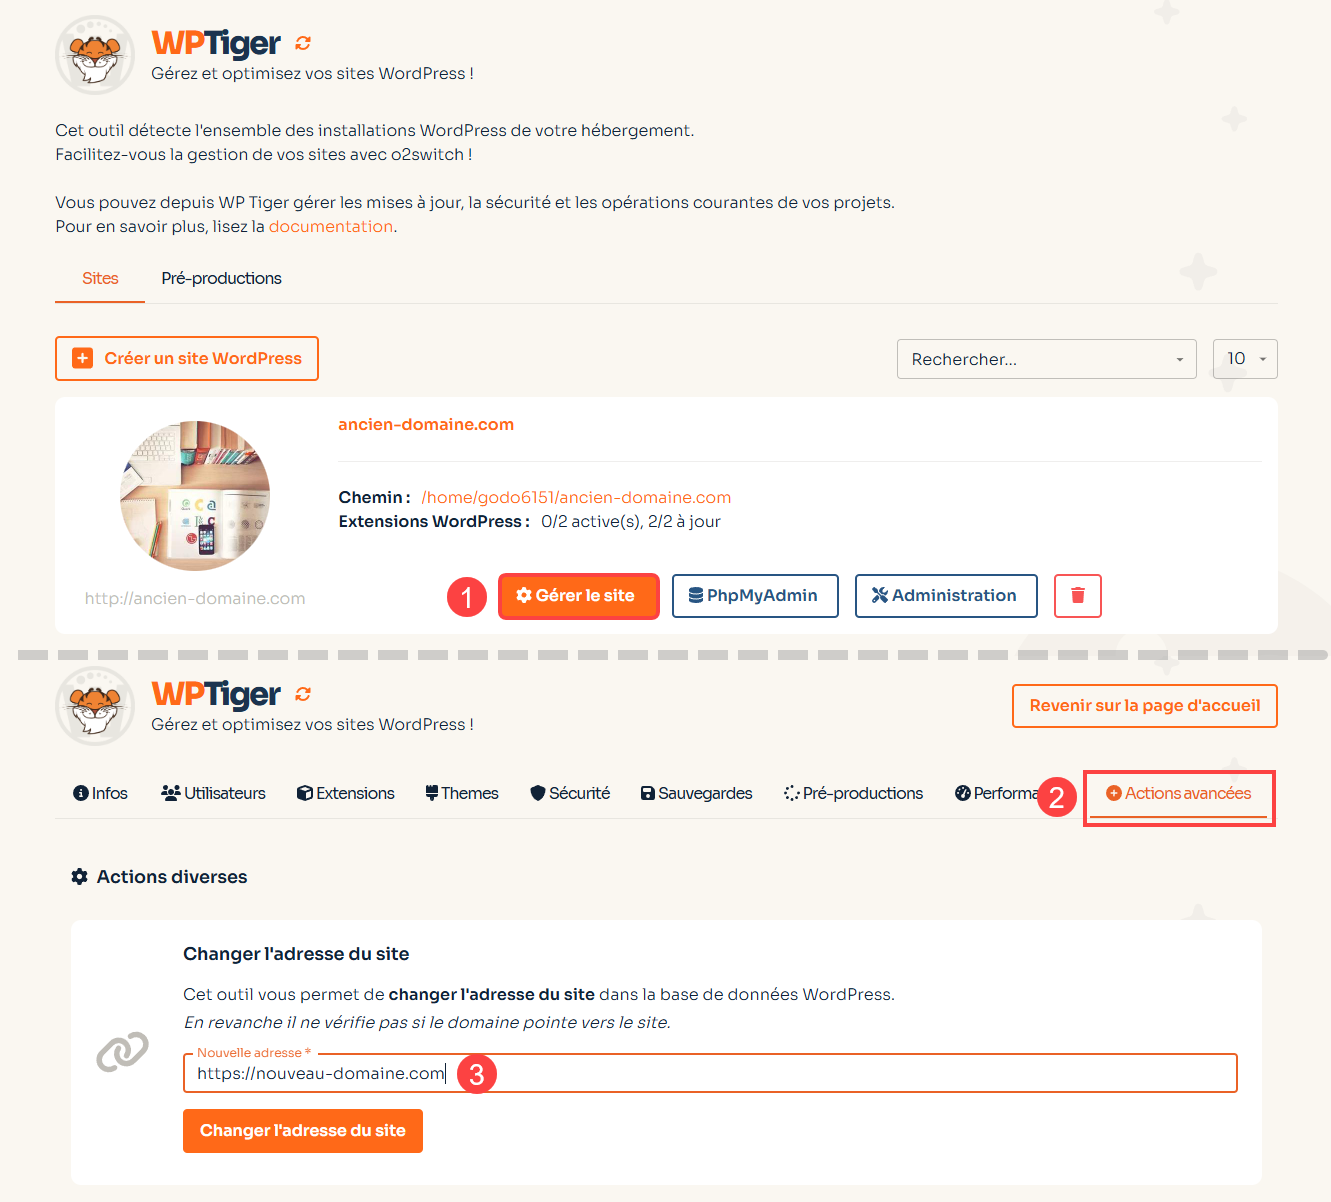 WPTiger
Gérez et optimisez vos sites WordPress !
Cet outil détecte l'ensemble des installations WordPress de votre hébergement.
Facilitez-vous la gestion de vos sites avec o2switch !
Vous pouvez depuis WP Tiger gérer les mises à jour, la sécurité et les opérations courantes de vos projets.
Pour en savoir plus, lisez la documentation.
Sites Pré-productions
Créer un site WordPress Rechercher... 10
ancien-domaine.com
Chemin : /home/godo6151/ancien-domaine.com
Extensions WordPress : 0/2 active(s), 2/2 à jour
http://ancien-domaine.com
1 Gérer le site PhpMyAdmin Administration
WPTiger
Gérez et optimisez vos sites WordPress !
Revenir sur la page d'accueil
Infos Utilisateurs Extensions Themes Sécurité Sauvegardes Pré-productions Performa 2 Actions avancées
Actions diverses
Changer l'adresse du site
Cet outil vous permet de changer l'adresse du site dans la base de données WordPress.
En revanche il ne vérifie pas si le domaine pointe vers le site.
Nouvelle adresse *
https://nouveau-domaine.com 3
Changer l'adresse du site